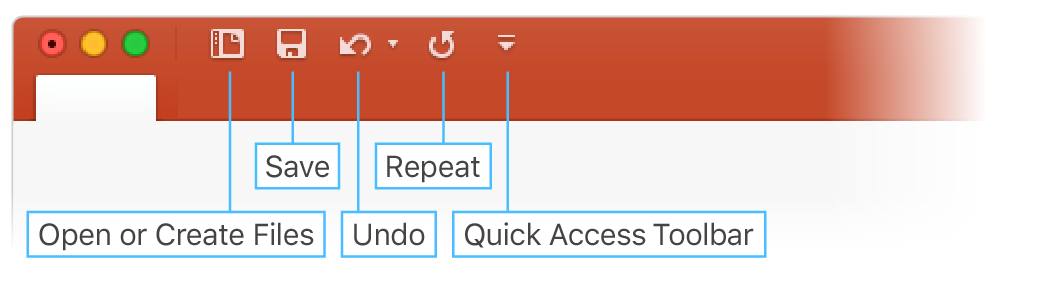 Save
Repeat
Open or Create Files
Undo
Quick Access Toolbar